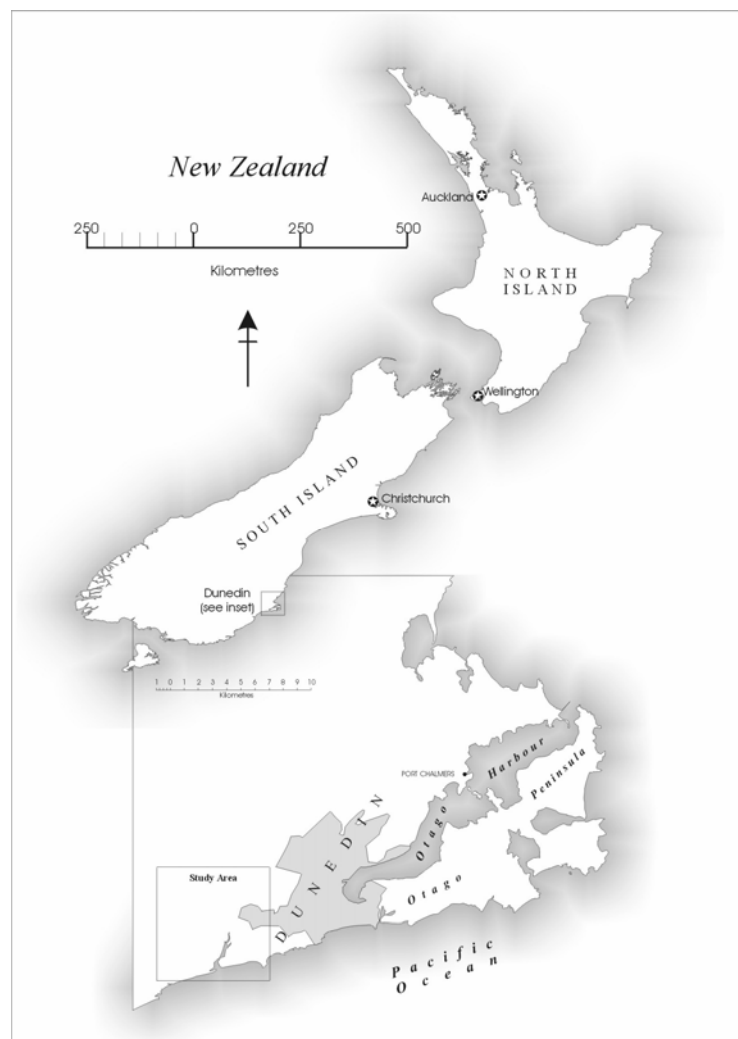 New Zealand
250 0 250 500
Kilometres
Auckland
NORTH
ISLAND
Wellington
SOUTH ISLAND
Christchurch
Dunedin
(see inset)
1 0 1 2 3 4 5 6 7 8 9 10
Kilometres
PORT CHALMERS
Harbour
Peninsula
Otago
DUNEDIN
Study Area
Otago
Pacific
Ocean